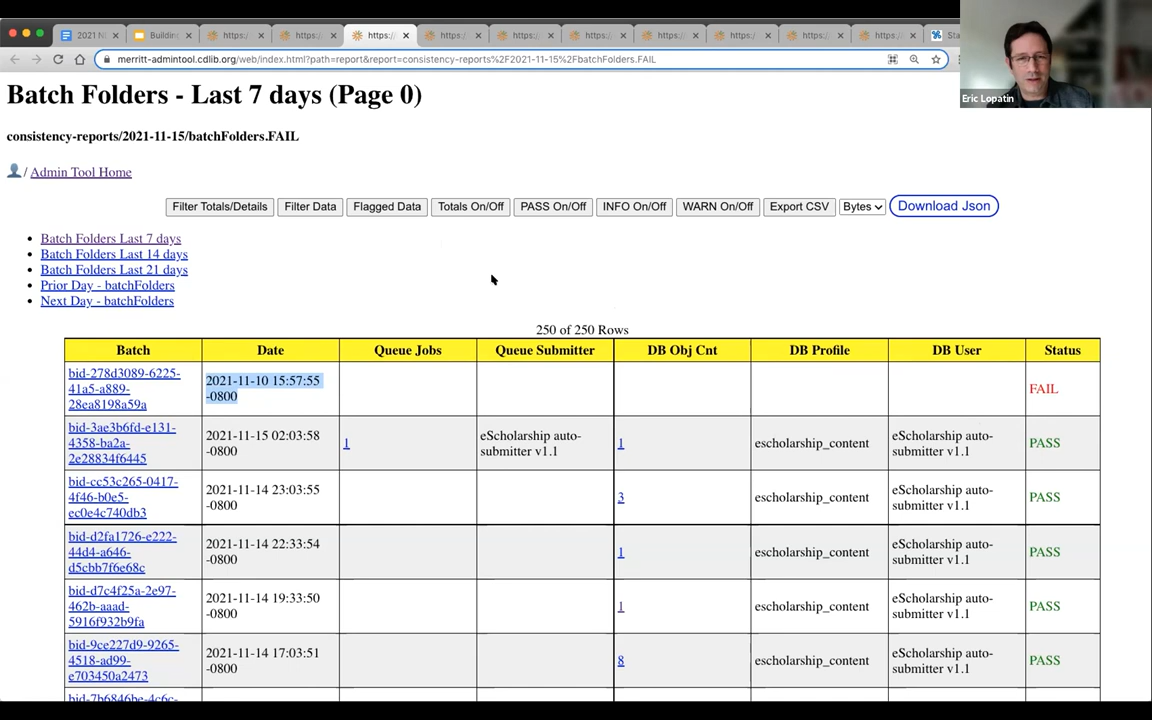 2021 N
Building
https:/
https:/
https:/
https:/
https:/
https:/
https:/
https:/
https:/
https:/
Sta
merritt-admintool.cdlib.org/web/index.html?path=report&report=consistency-reports%2F2021-11-15%2FbatchFolders.FAIL
Eric Lopatin
Batch Folders - Last 7 days (Page 0)
consistency-reports/2021-11-15/batchFolders.FAIL
/ Admin Tool Home
Filter Totals/Details Filter Data Flagged Data Totals On/Off PASS On/Off INFO On/Off WARN On/Off Export CSV Bytes Download Json
Batch Folders Last 7 days
Batch Folders Last 14 days
Batch Folders Last 21 days
Prior Day - batchFolders
Next Day - batchFolders
250 of 250 Rows
Batch Date Queue Jobs Queue Submitter DB Obj Cnt DB Profile DB User Status
bid-278d3089-6225-
41a5-a889-
28ea8198a59a
2021-11-10 15:57:55
-0800
FAIL
bid-3ae3b6fd-e131-
4358-ba2a-
2e28834f6445
2021-11-15 02:03:58
-0800
1
eScholarship auto-
submitter v1.1
1
escholarship_content
eScholarship auto-
submitter v1.1
PASS
bid-cc53c265-0417-
4f46-b0e5-
ec0e4c740db3
2021-11-14 23:03:55
-0800
3
escholarship_content
eScholarship auto-
submitter v1.1
PASS
bid-d2fa1726-e222-
44d4-a646-
d5cbb7f6e68c
2021-11-14 22:33:54
-0800
1
escholarship_content
eScholarship auto-
submitter v1.1
PASS
bid-d7c4f25a-2e97-
462b-aaad-
5916f932b9fa
2021-11-14 19:33:50
-0800
1
escholarship_content
eScholarship auto-
submitter v1.1
PASS
bid-9ce227d9-9265-
4518-ad99-
e703450a2473
2021-11-14 17:03:51
-0800
8
escholarship_content
eScholarship auto-
submitter v1.1
PASS
bid-7b6846be-4c6c-